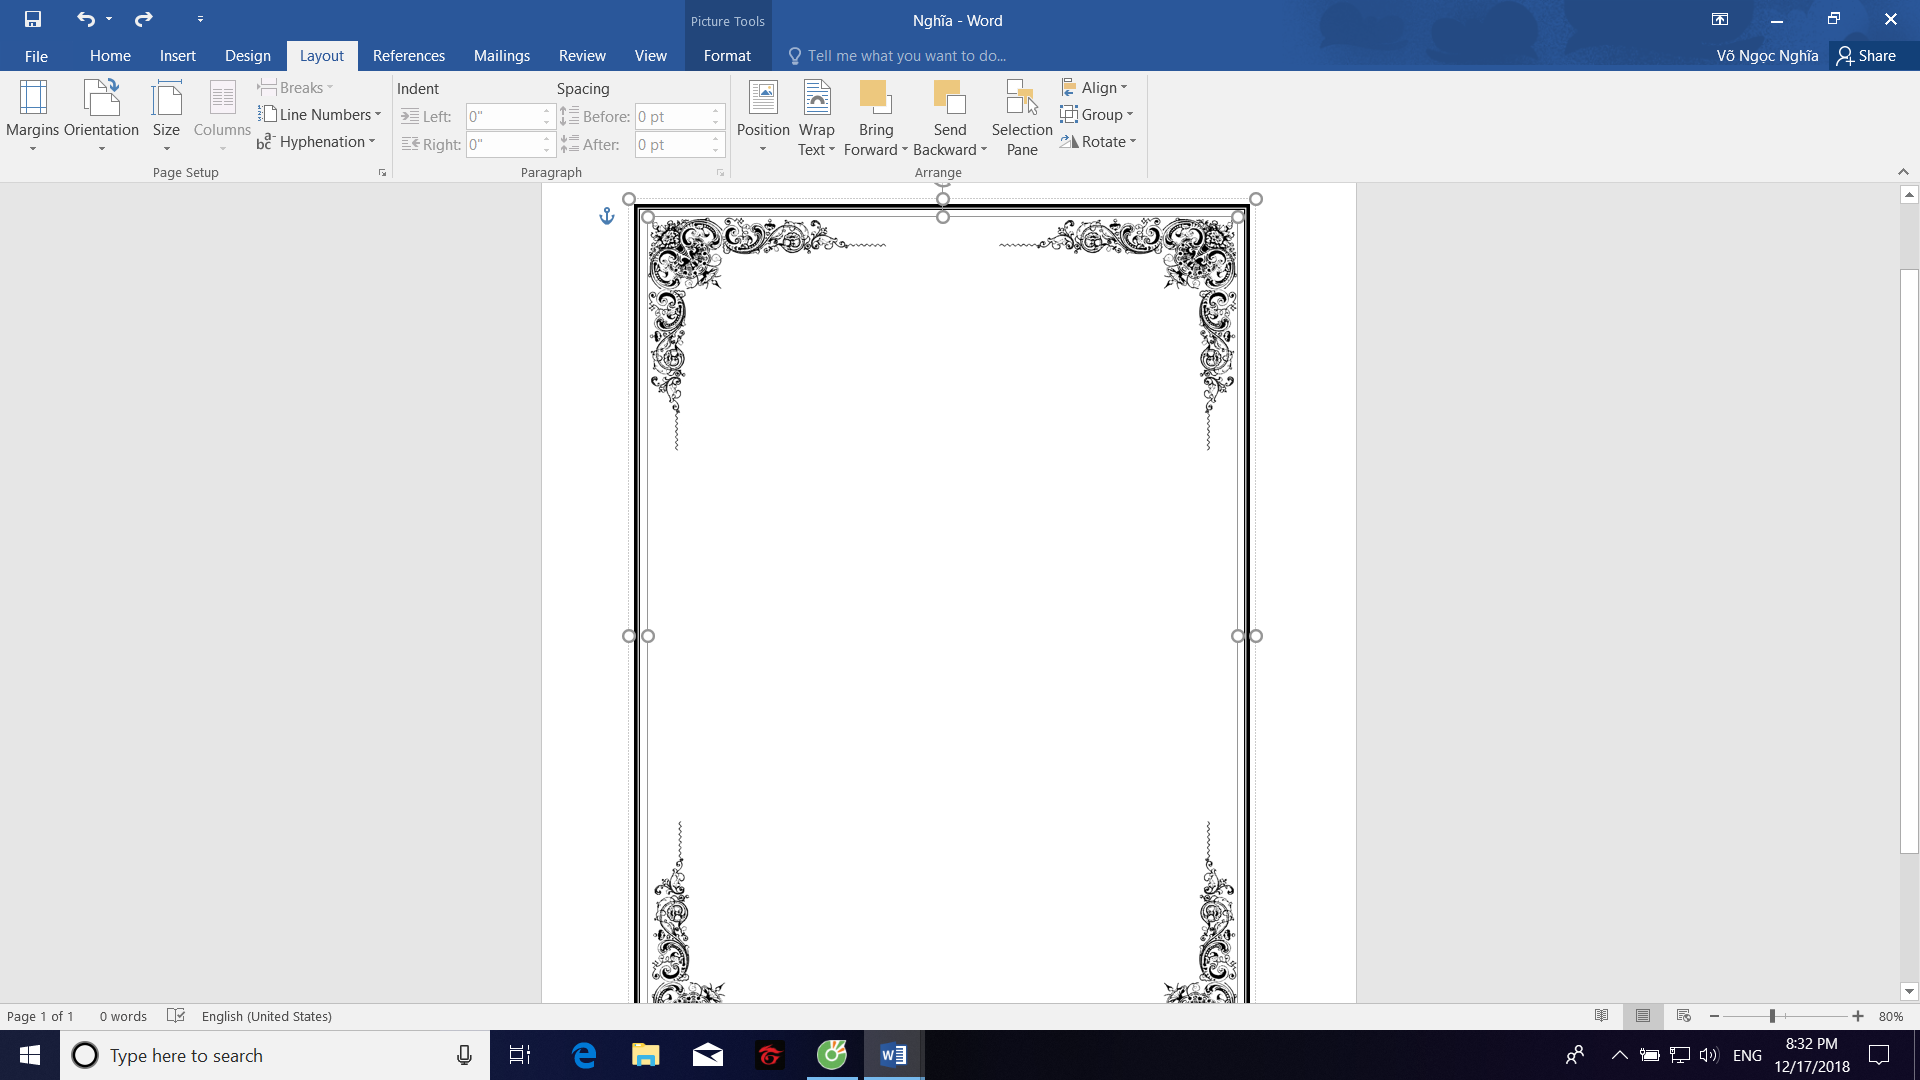 Picture Tools
Nghĩa - Word
File Home Insert Design Layout References Mailings Review View Format Tell me what you want to do... Võ Ngọc Nghĩa Share
Margins
Orientation
Size
Columns
Breaks
Line Numbers
Hyphenation
Page Setup
Indent
Left: 0"
Right: 0"
Spacing
Before: 0 pt
After: 0 pt
Paragraph
Position
Wrap
Text
Bring
Forward
Send
Backward
Selection
Pane
Align
Group
Rotate
Arrange
Page 1 of 1 0 words English (United States) 80%
Type here to search
ENG
8:32 PM
12/17/2018